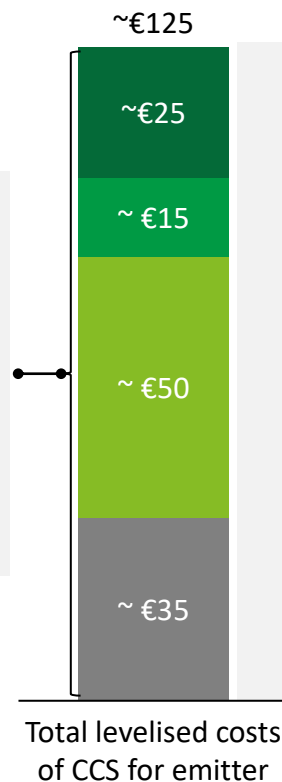 ~€125
~€25
~ €15
~ €50
~ €35
Total levelised costs
of CCS for emitter